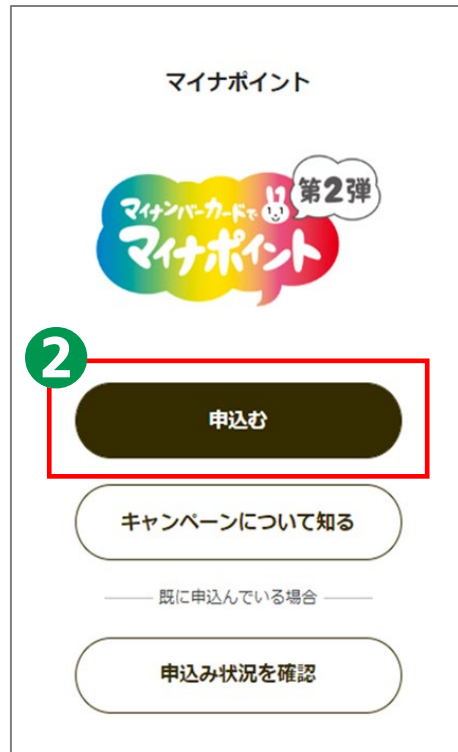 マイナポイント
第2弾
マイナンバーカードで
マイナポイント
2
申込む
キャンペーンについて知る
既に申込んでいる場合
申込み状況を確認